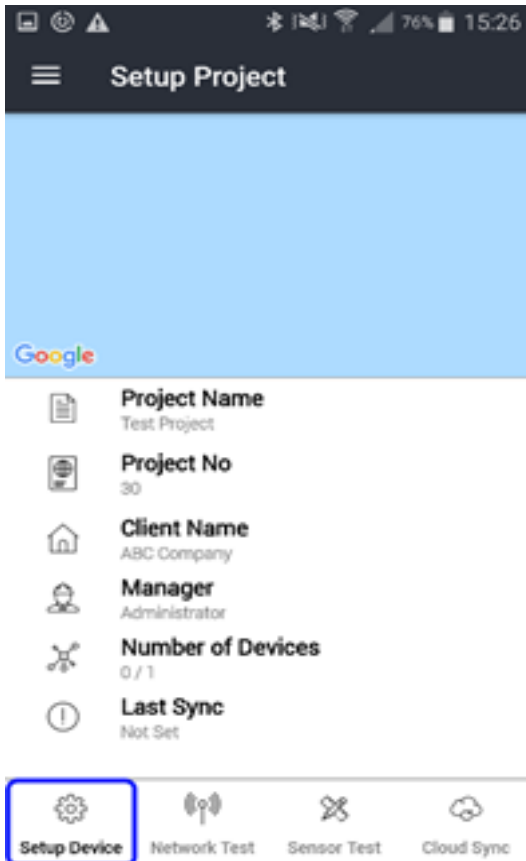 76% 15:26
Setup Project
Google
Project Name
Test Project
Project No
30
Client Name
ABC Company
Manager
Administrator
Number of Devices
0 / 1
Last Sync
Not Set
Setup Device Network Test Sensor Test Cloud Sync